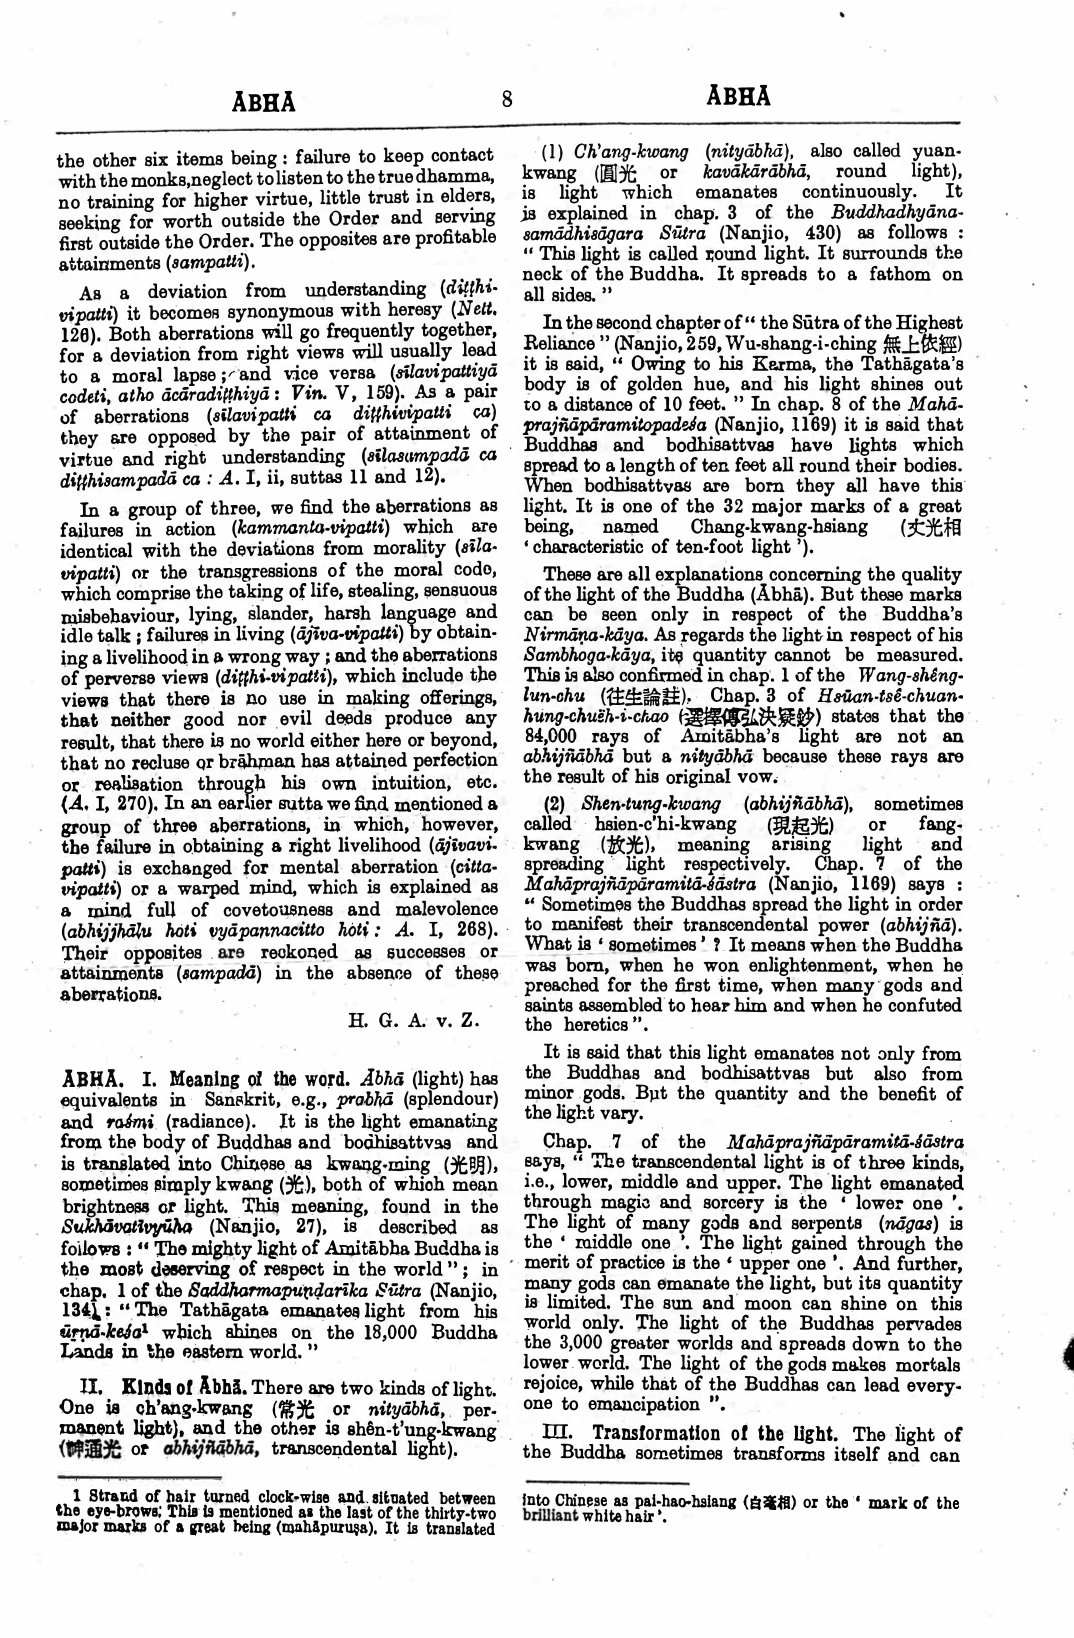 ĀBHĀ
8
ĀBHĀ
the other six items being : failure to keep contact
with the monks,neglect to listen to the true dhamma,
no training for higher virtue, little trust in elders,
seeking for worth outside the Order and serving
first outside the Order. The opposites are profitable
attainments (sampatti).
As a deviation from understanding (diṭṭhi-
vipatti) it becomes synonymous with heresy (Nett.
126). Both aberrations will go frequently together,
for a deviation from right views will usually lead
to a moral lapse ; and vice versa (sīlavipattiyā
codeti, atho ācāradiṭṭhiyā : Vin. V, 159). As a pair
of aberrations (sīlavipatti ca diṭṭhivipatti ca)
they are opposed by the pair of attainment of
virtue and right understanding (sīlasampadā ca
diṭṭhisampadā ca : A. I, ii, suttas 11 and 12).
In a group of three, we find the aberrations as
failures in action (kammanta-vipatti) which are
identical with the deviations from morality (sīla-
vipatti) or the transgressions of the moral code,
which comprise the taking of life, stealing, sensuous
misbehaviour, lying, slander, harsh language and
idle talk ; failures in living (ājīva-vipatti) by obtain-
ing a livelihood in a wrong way ; and the aberrations
of perverse views (diṭṭhi-vipatti), which include the
views that there is no use in making offerings,
that neither good nor evil deeds produce any
result, that there is no world either here or beyond,
that no recluse or brāhman has attained perfection
or realisation through his own intuition, etc.
(A. I, 270). In an earlier sutta we find mentioned a
group of three aberrations, in which, however,
the failure in obtaining a right livelihood (ājīvavi-
patti) is exchanged for mental aberration (citta-
vipatti) or a warped mind, which is explained as
a mind full of covetousness and malevolence
(abhijjhālu hoti vyāpannacitto hoti : A. I, 268).
Their opposites are reckoned as successes or
attainments (sampadā) in the absence of these
aberrations.
H. G. A. v. Z.
ĀBHĀ. I. Meaning of the word. Ābhā (light) has
equivalents in Sanskrit, e.g., prabhā (splendour)
and raśmi (radiance). It is the light emanating
from the body of Buddhas and bodhisattvas and
is translated into Chinese as kwang-ming (光明),
sometimes simply kwang (光), both of which mean
brightness or light. This meaning, found in the
Sukhāvatīvyūha (Nanjio, 27), is described as
follows : “ The mighty light of Amitābha Buddha is
the most deserving of respect in the world ” ; in
chap. 1 of the Saddharmapuṇḍarīka Sūtra (Nanjio,
134) : “ The Tathāgata emanates light from his
ūrṇā-keśa¹ which shines on the 18,000 Buddha
Lands in the eastern world. ”
II. Kinds of Ābhā. There are two kinds of light.
One is ch'ang-kwang (常光 or nityābhā, per-
manent light), and the other is shên-t'ung-kwang
(神通光 or abhijñābhā, transcendental light).
1 Strand of hair turned clock-wise and situated between
the eye-brows; This is mentioned as the last of the thirty-two
major marks of a great being (mahāpuruṣa). It is translated
(1) Ch'ang-kwang (nityābhā), also called yuan-
kwang (圓光 or kavākārābhā, round light),
is light which emanates continuously. It
is explained in chap. 3 of the Buddhadhyāna-
samādhisāgara Sūtra (Nanjio, 430) as follows :
“ This light is called round light. It surrounds the
neck of the Buddha. It spreads to a fathom on
all sides. ”
In the second chapter of “ the Sūtra of the Highest
Reliance ” (Nanjio, 259, Wu-shang-i-ching 無上依經)
it is said, “ Owing to his Karma, the Tathāgata's
body is of golden hue, and his light shines out
to a distance of 10 feet. ” In chap. 8 of the Mahā-
prajñāpāramitopadeśa (Nanjio, 1169) it is said that
Buddhas and bodhisattvas have lights which
spread to a length of ten feet all round their bodies.
When bodhisattvas are born they all have this
light. It is one of the 32 major marks of a great
being, named Chang-kwang-hsiang (丈光相
‘ characteristic of ten-foot light ’).
These are all explanations concerning the quality
of the light of the Buddha (Ābhā). But these marks
can be seen only in respect of the Buddha's
Nirmāṇa-kāya. As regards the light in respect of his
Sambhoga-kāya, its quantity cannot be measured.
This is also confirmed in chap. 1 of the Wang-shêng-
lun-chu (往生論註). Chap. 3 of Hsüan-tsê-chuan-
hung-chueh-i-chao (選擇傳弘決疑鈔) states that the
84,000 rays of Amitābha's light are not an
abhijñābhā but a nityābhā because these rays are
the result of his original vow.
(2) Shen-tung-kwang (abhijñābhā), sometimes
called hsien-c'hi-kwang (現起光) or fang-
kwang (放光), meaning arising light and
spreading light respectively. Chap. 7 of the
Mahāprajñāpāramitā-śāstra (Nanjio, 1169) says :
“ Sometimes the Buddhas spread the light in order
to manifest their transcendental power (abhijñā).
What is ‘ sometimes ’ ? It means when the Buddha
was born, when he won enlightenment, when he
preached for the first time, when many gods and
saints assembled to hear him and when he confuted
the heretics ”.
It is said that this light emanates not only from
the Buddhas and bodhisattvas but also from
minor gods. But the quantity and the benefit of
the light vary.
Chap. 7 of the Mahāprajñāpāramitā-śāstra
says, “ The transcendental light is of three kinds,
i.e., lower, middle and upper. The light emanated
through magic and sorcery is the ‘ lower one ’.
The light of many gods and serpents (nāgas) is
the ‘ middle one ’. The light gained through the
merit of practice is the ‘ upper one ’. And further,
many gods can emanate the light, but its quantity
is limited. The sun and moon can shine on this
world only. The light of the Buddhas pervades
the 3,000 greater worlds and spreads down to the
lower world. The light of the gods makes mortals
rejoice, while that of the Buddhas can lead every-
one to emancipation ”.
III. Transformation of the light. The light of
the Buddha sometimes transforms itself and can
into Chinese as pai-hao-hsiang (白毫相) or the ‘ mark of the
brilliant white hair ’.